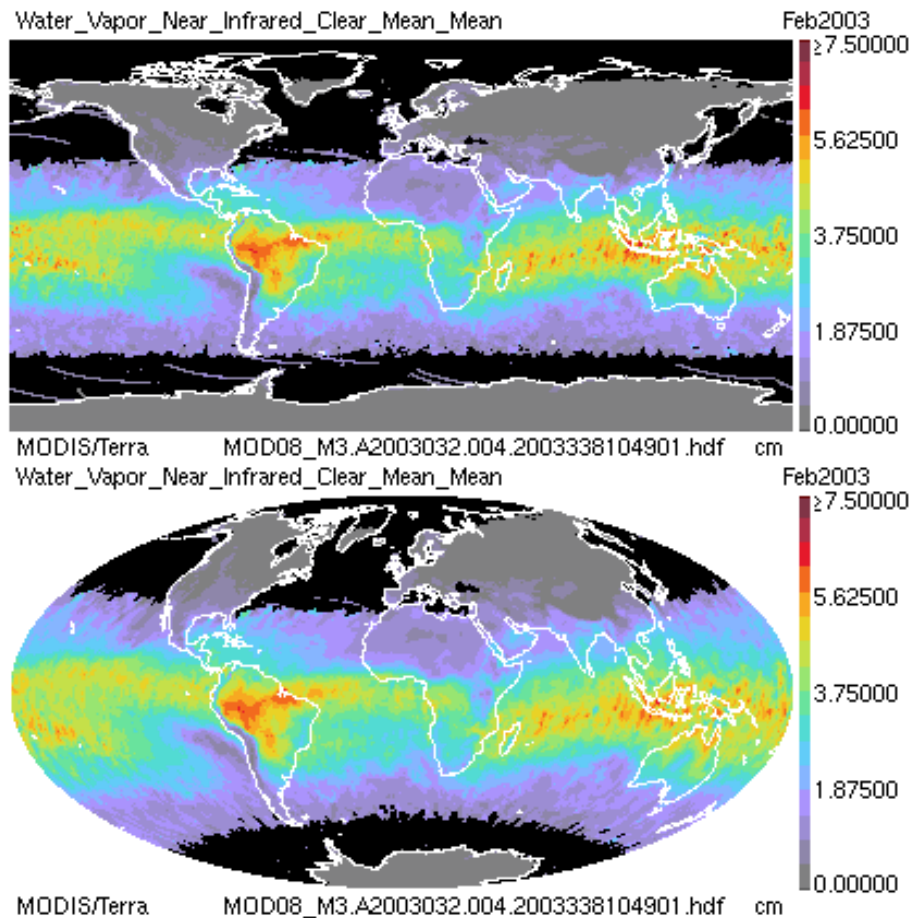 Water_Vapor_Near_Infrared_Clear_Mean_Mean Feb2003
≥7.50000
5.62500
3.75000
1.87500
0.00000
MODIS/Terra MOD08_M3.A2003032.004.2003338104901.hdf cm
Water_Vapor_Near_Infrared_Clear_Mean_Mean Feb2003
≥7.50000
5.62500
3.75000
1.87500
0.00000
MODIS/Terra MOD08_M3.A2003032.004.2003338104901.hdf cm